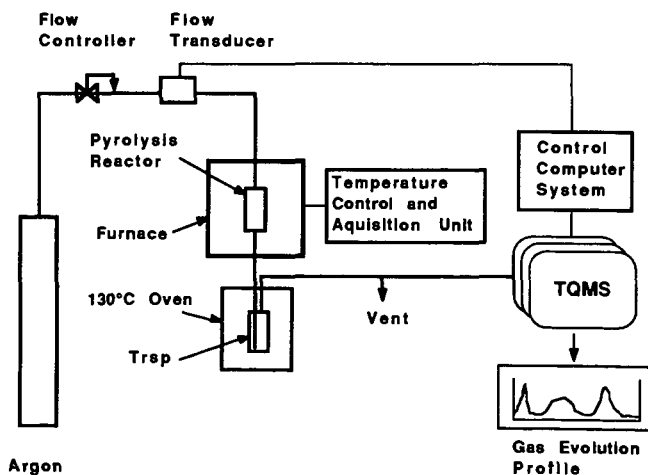 Flow
Controller
Flow
Transducer
Pyrolysis
Reactor
Furnace
Temperature
Control and
Aquisition Unit
Control
Computer
System
130°C Oven
Trsp
Vent
TQMS
Gas Evolution
Profile
Argon